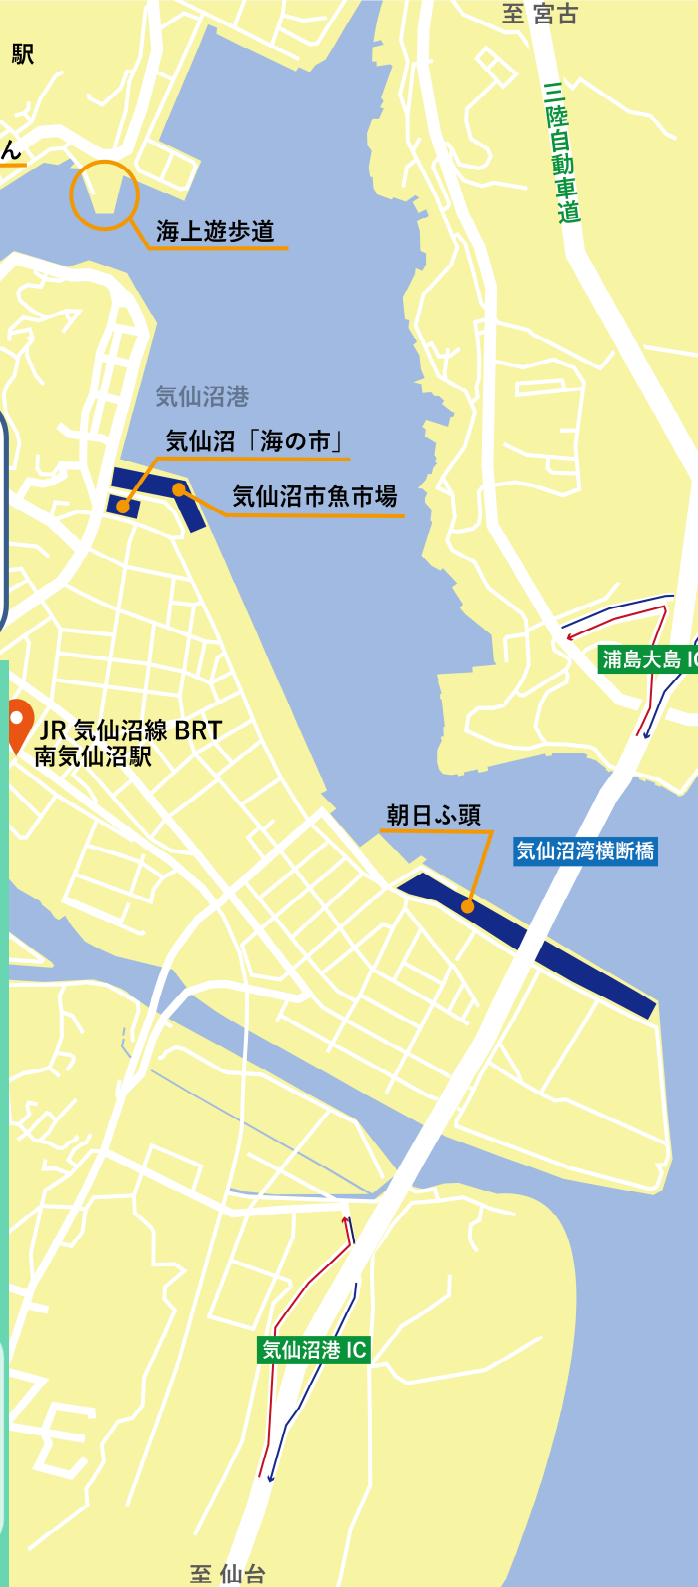 至 宮古
駅
三陸自動車道
ん
海上遊歩道
気仙沼港
気仙沼「海の市」
気仙沼市魚市場
浦島大島 IC
JR 気仙沼線 BRT
南気仙沼駅
朝日ふ頭
気仙沼湾横断橋
気仙沼港 IC
至 仙台